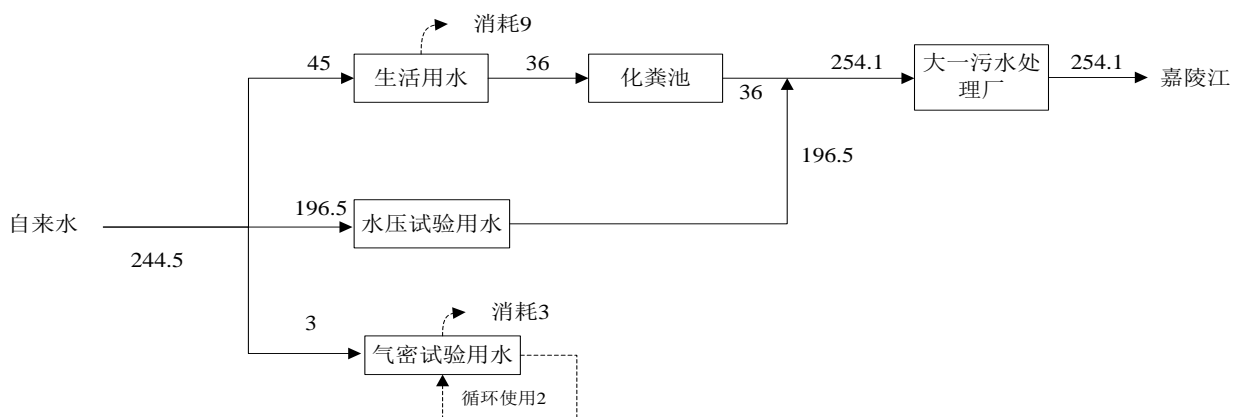 消耗9
45
生活用水
36
化粪池
36
254.1
大一污水处
理厂
254.1
嘉陵江
196.5
自来水
244.5
196.5
水压试验用水
消耗3
3
气密试验用水
循环使用2